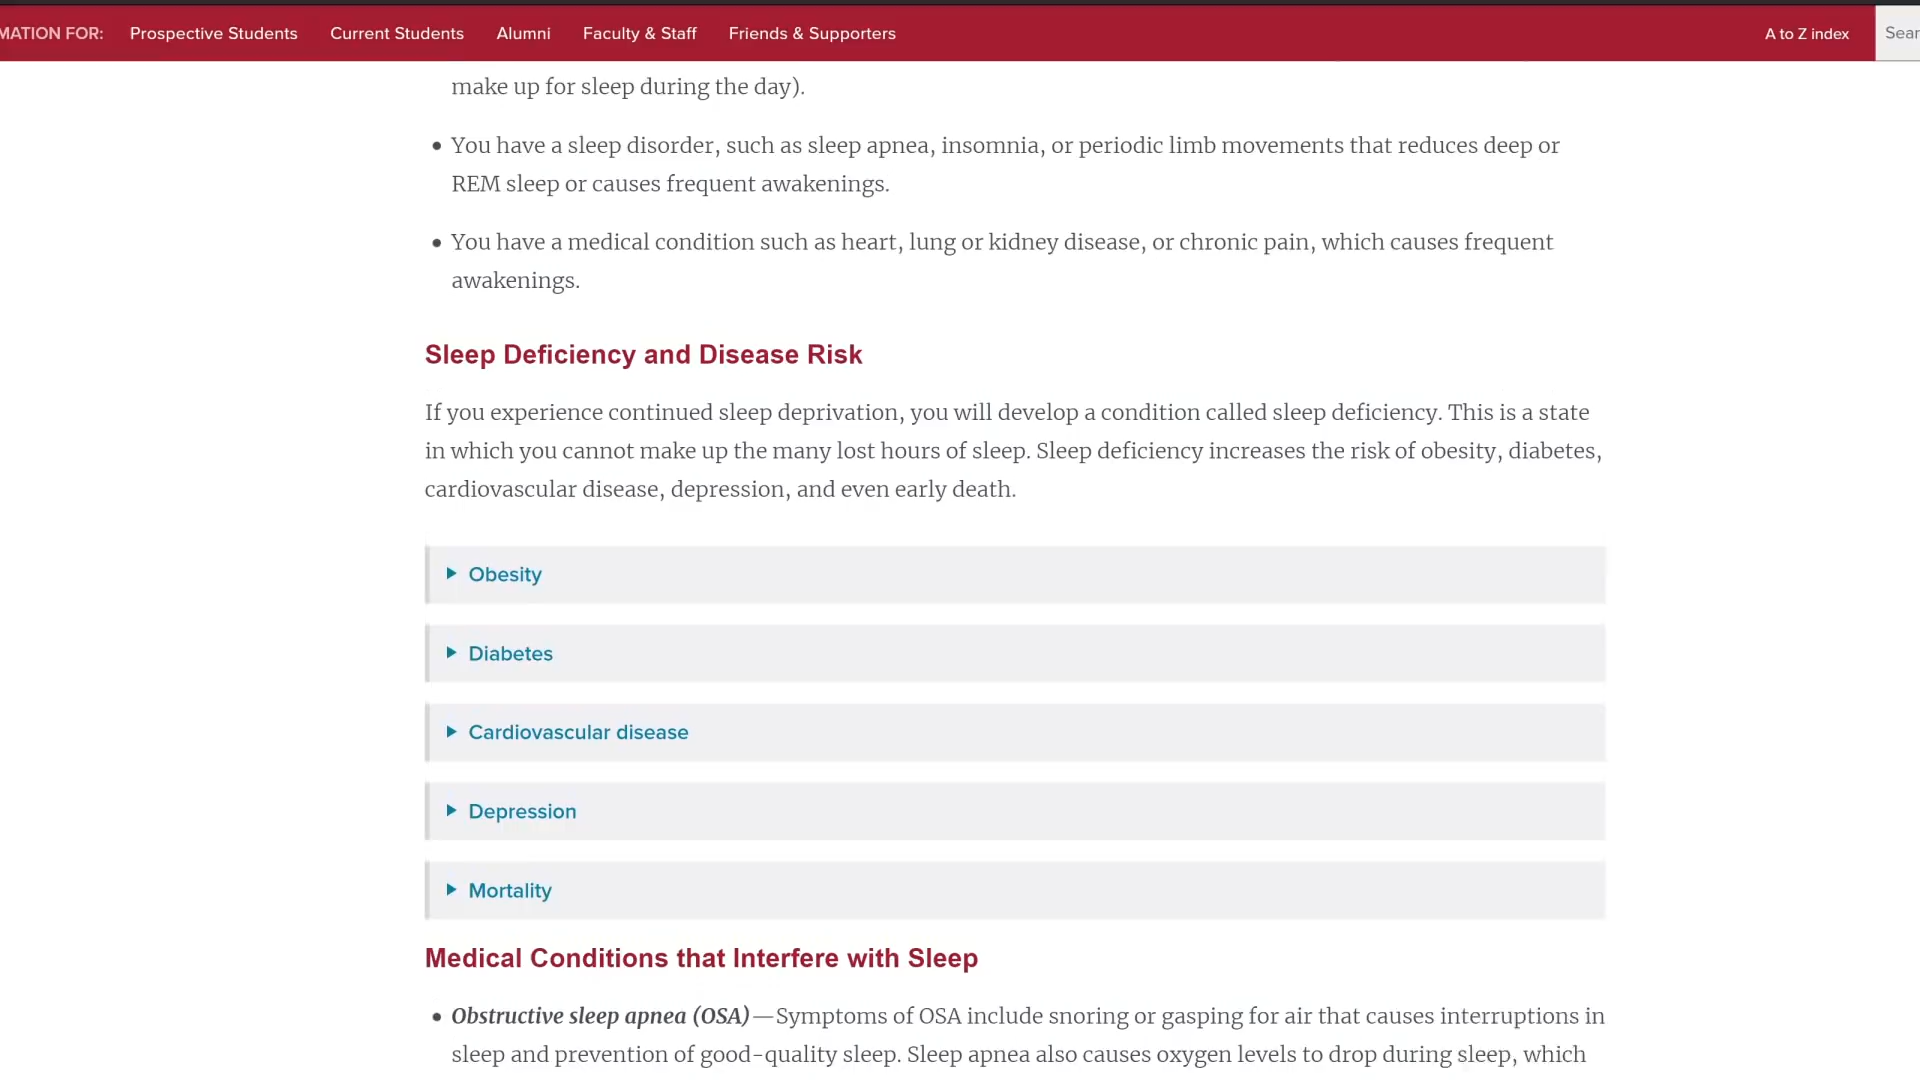 MATION FOR: Prospective Students Current Students Alumni Faculty & Staff Friends & Supporters A to Z index Sear
make up for sleep during the day).
• You have a sleep disorder, such as sleep apnea, insomnia, or periodic limb movements that reduces deep or
REM sleep or causes frequent awakenings.
• You have a medical condition such as heart, lung or kidney disease, or chronic pain, which causes frequent
awakenings.
Sleep Deficiency and Disease Risk
If you experience continued sleep deprivation, you will develop a condition called sleep deficiency. This is a state
in which you cannot make up the many lost hours of sleep. Sleep deficiency increases the risk of obesity, diabetes,
cardiovascular disease, depression, and even early death.
Obesity
Diabetes
Cardiovascular disease
Depression
Mortality
Medical Conditions that Interfere with Sleep
• Obstructive sleep apnea (OSA)—Symptoms of OSA include snoring or gasping for air that causes interruptions in
sleep and prevention of good-quality sleep. Sleep apnea also causes oxygen levels to drop during sleep, which